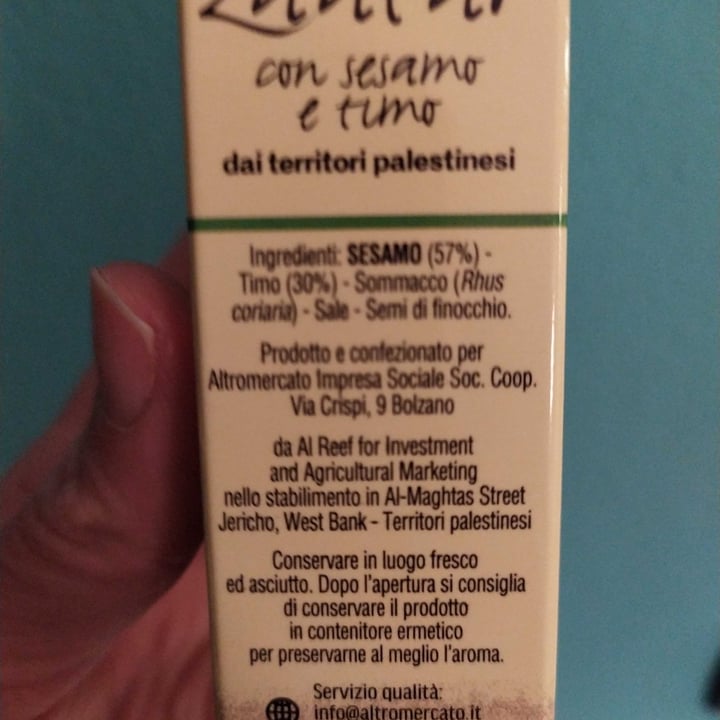 Zaatar
con sesamo
e timo
dai territori palestinesi
Ingredienti: SESAMO (57%) -
Timo (30%) - Sommacco (Rhus
coriaria) - Sale - Semi di finocchio.
Prodotto e confezionato per
Altromercato Impresa Sociale Soc. Coop.
Via Crispi, 9 Bolzano
da Al Reef for Investment
and Agricultural Marketing
nello stabilimento in Al-Maghtas Street
Jericho, West Bank - Territori palestinesi
Conservare in luogo fresco
ed asciutto. Dopo l'apertura si consiglia
di conservare il prodotto
in contenitore ermetico
per preservarne al meglio l'aroma.
Servizio qualità:
info@altromercato.it